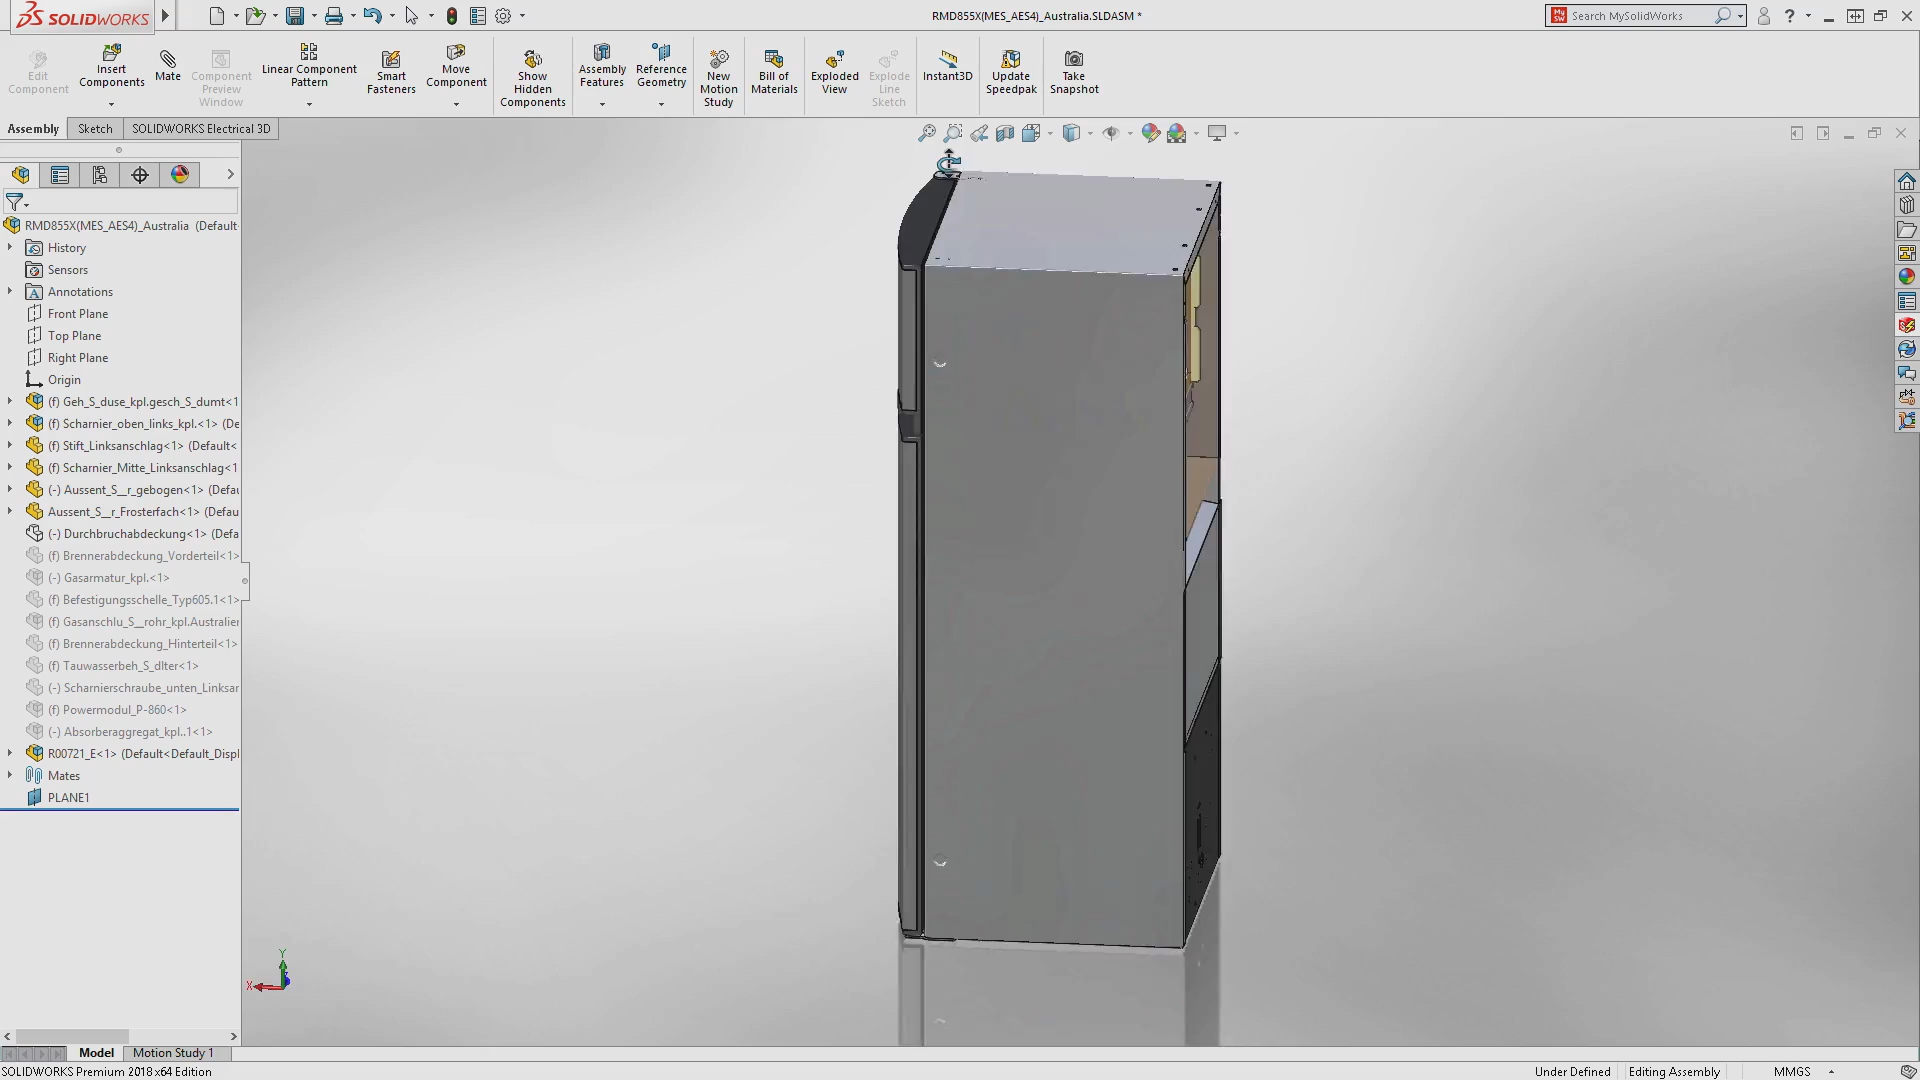 SOLIDWORKS
RMD855X(MES_AES4)_Australia.SLDASM *
Search MySolidWorks
Edit Component
Insert Components
Mate
Component Preview Window
Linear Component Pattern
Smart Fasteners
Move Component
Show Hidden Components
Assembly Features
Reference Geometry
New Motion Study
Bill of Materials
Exploded View
Explode Line Sketch
Instant3D
Update Speedpak
Take Snapshot
Assembly
Sketch
SOLIDWORKS Electrical 3D
RMD855X(MES_AES4)_Australia (Default
History
Sensors
Annotations
Front Plane
Top Plane
Right Plane
Origin
(f) Geh_S_duse_kpl.gesch_S_dumt<1
(f) Scharnier_oben_links_kpl.<1> (De
(f) Stift_Linksanschlag<1> (Default<
(f) Scharnier_Mitte_Linksanschlag<1
(-) Aussent_S__r_gebogen<1> (Defau
Aussent_S__r_Frosterfach<1> (Defau
(-) Durchbruchabdeckung<1> (Defa
(f) Brennerabdeckung_Vorderteil<1>
(-) Gasarmatur_kpl.<1>
(f) Befestigungsschelle_Typ605.1<1>
(f) Gasanschlu_S__rohr_kpl.Australier
(f) Brennerabdeckung_Hinterteil<1>
(f) Tauwasserbeh_S_dlter<1>
(-) Scharnierschraube_unten_Linksar
(f) Powermodul_P-860<1>
(-) Absorberaggregat_kpl..1<1>
R00721_E<1> (Default<Default_Displ
Mates
PLANE1
Y
X
Model
Motion Study 1
SOLIDWORKS Premium 2018 x64 Edition
Under Defined
Editing Assembly
MMGS